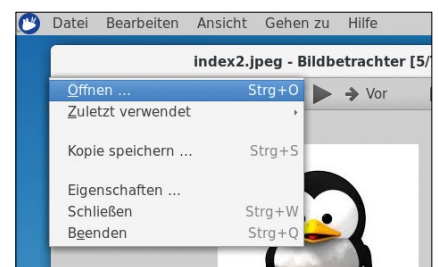 Datei Bearbeiten Ansicht Gehen zu Hilfe
index2.jpeg - Bildbetrachter [5/
Öffnen ... Strg+O
Vor
Zuletzt verwendet
Kopie speichern ... Strg+S
Eigenschaften ...
Schließen Strg+W
Beenden Strg+Q